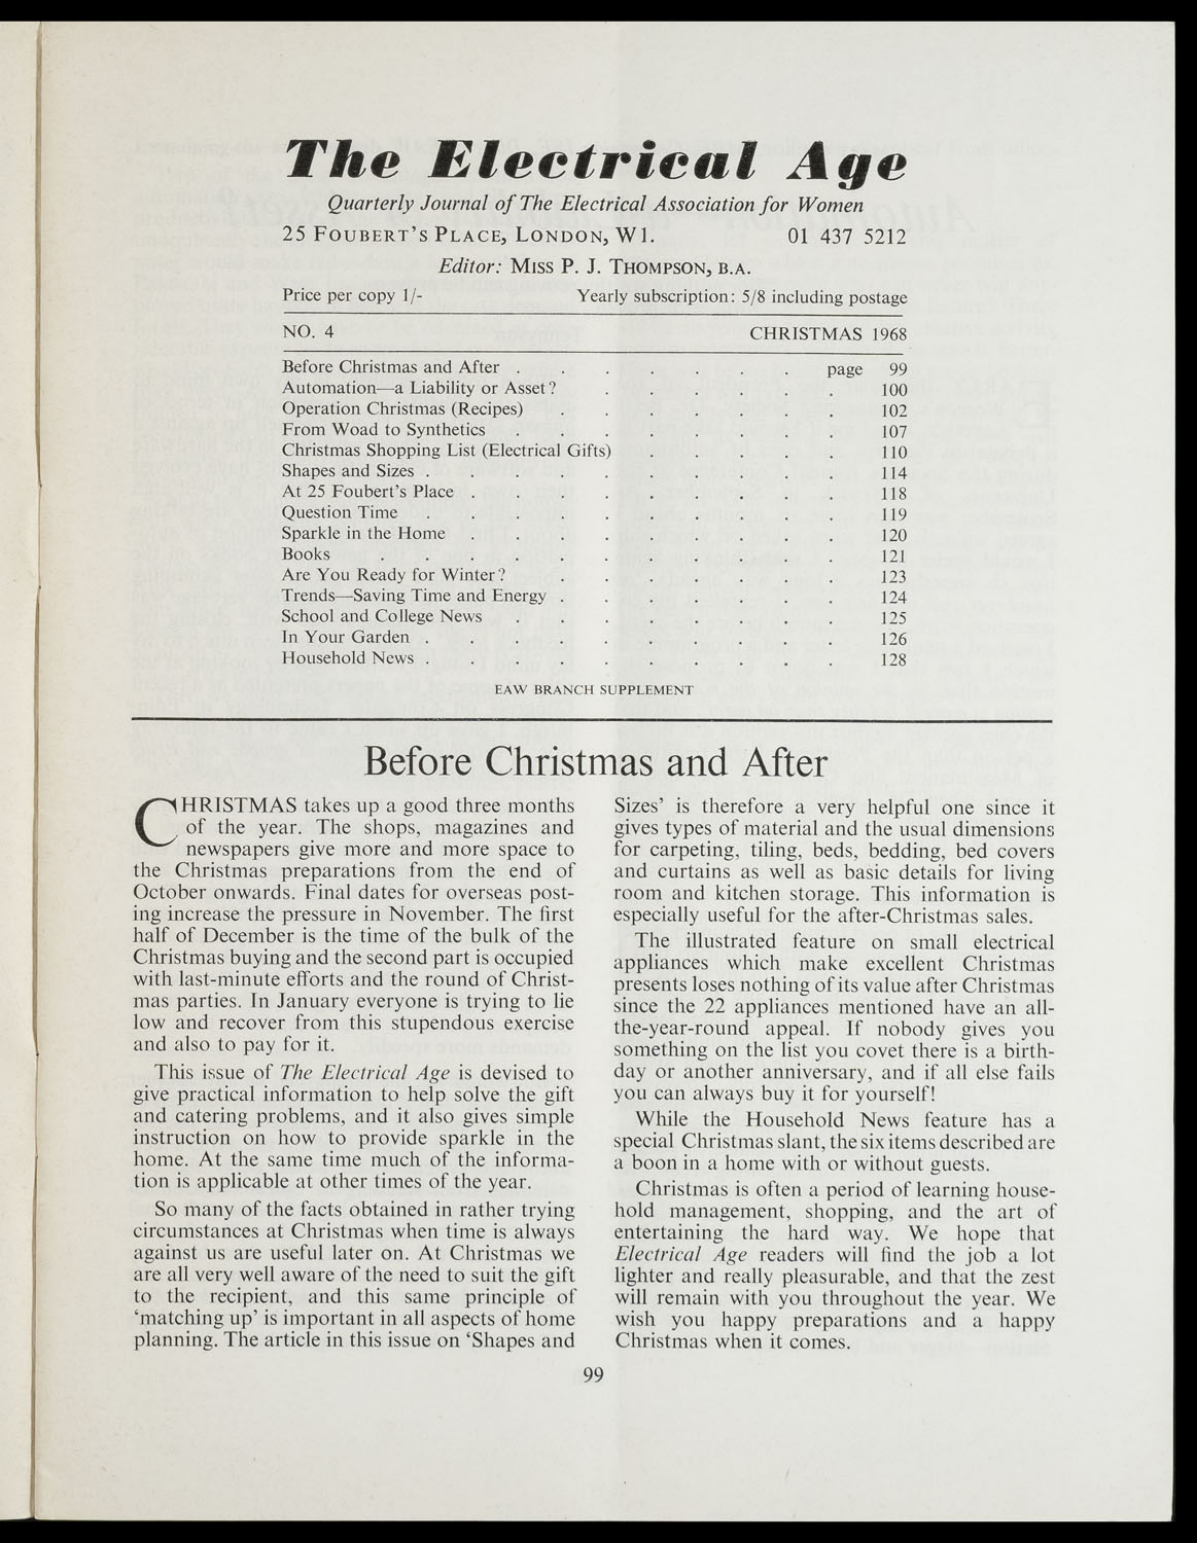 The Electrical Age
Quarterly Journal of The Electrical Association for Women
25 FOUBERT'S PLACE, LONDON, W1. 01 437 5212
Editor: MISS P. J. THOMPSON, B.A.
Price per copy 1/- Yearly subscription: 5/8 including postage
NO. 4 CHRISTMAS 1968
Before Christmas and After . . . . . . . page 99
Automation—a Liability or Asset? . . . . . . 100
Operation Christmas (Recipes) . . . . . . . 102
From Woad to Synthetics . . . . . . . . 107
Christmas Shopping List (Electrical Gifts) . . . . . 110
Shapes and Sizes . . . . . . . . . . 114
At 25 Foubert's Place . . . . . . . . . 118
Question Time . . . . . . . . . . 119
Sparkle in the Home . . . . . . . . . 120
Books . . . . . . . . . . . 121
Are You Ready for Winter? . . . . . . . 123
Trends—Saving Time and Energy . . . . . . . 124
School and College News . . . . . . . . 125
In Your Garden . . . . . . . . . . 126
Household News . . . . . . . . . . 128
EAW BRANCH SUPPLEMENT
Before Christmas and After
CHRISTMAS takes up a good three months
of the year. The shops, magazines and
newspapers give more and more space to
the Christmas preparations from the end of
October onwards. Final dates for overseas post-
ing increase the pressure in November. The first
half of December is the time of the bulk of the
Christmas buying and the second part is occupied
with last-minute efforts and the round of Christ-
mas parties. In January everyone is trying to lie
low and recover from this stupendous exercise
and also to pay for it.
This issue of The Electrical Age is devised to
give practical information to help solve the gift
and catering problems, and it also gives simple
instruction on how to provide sparkle in the
home. At the same time much of the informa-
tion is applicable at other times of the year.
So many of the facts obtained in rather trying
circumstances at Christmas when time is always
against us are useful later on. At Christmas we
are all very well aware of the need to suit the gift
to the recipient, and this same principle of
‘matching up’ is important in all aspects of home
planning. The article in this issue on ‘Shapes and
Sizes’ is therefore a very helpful one since it
gives types of material and the usual dimensions
for carpeting, tiling, beds, bedding, bed covers
and curtains as well as basic details for living
room and kitchen storage. This information is
especially useful for the after-Christmas sales.
The illustrated feature on small electrical
appliances which make excellent Christmas
presents loses nothing of its value after Christmas
since the 22 appliances mentioned have an all-
the-year-round appeal. If nobody gives you
something on the list you covet there is a birth-
day or another anniversary, and if all else fails
you can always buy it for yourself!
While the Household News feature has a
special Christmas slant, the six items described are
a boon in a home with or without guests.
Christmas is often a period of learning house-
hold management, shopping, and the art of
entertaining the hard way. We hope that
Electrical Age readers will find the job a lot
lighter and really pleasurable, and that the zest
will remain with you throughout the year. We
wish you happy preparations and a happy
Christmas when it comes.
99